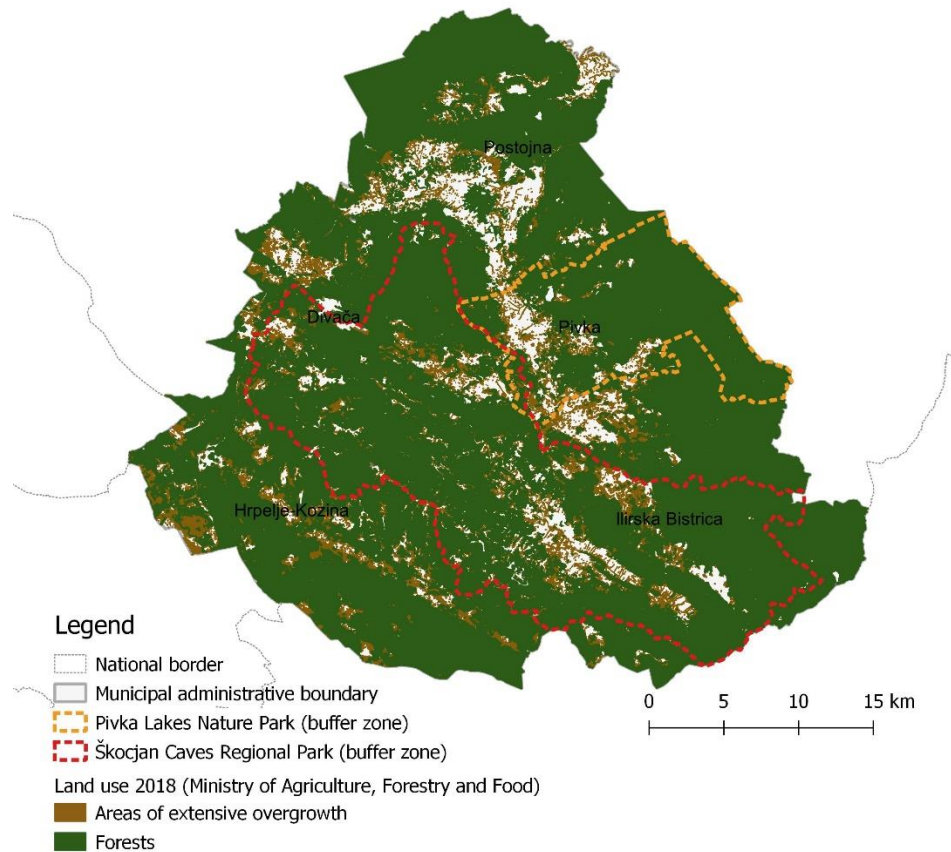 Postojna
Divača
Pivka
Hrpelje-Kozina
Ilirska Bistrica
Legend
National border
Municipal administrative boundary
Pivka Lakes Nature Park (buffer zone)
Škocjan Caves Regional Park (buffer zone)
Land use 2018 (Ministry of Agriculture, Forestry and Food)
Areas of extensive overgrowth
Forests
0 5 10 15 km